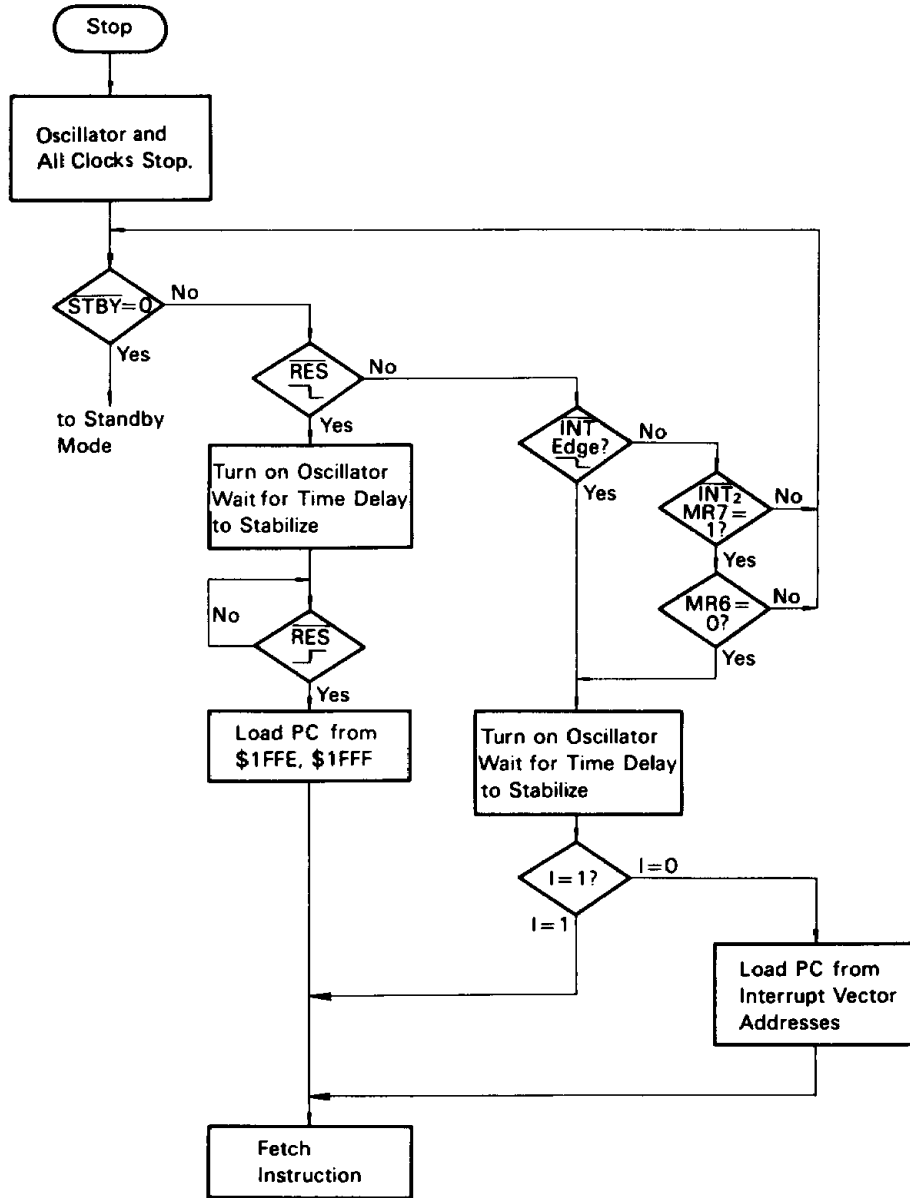 Stop
Oscillator and
All Clocks Stop.
STBY=0
No
Yes
to Standby
Mode
RES
No
Yes
INT
Edge?
No
Yes
INT2
MR7=
1?
No
Yes
MR6=
0?
No
Yes
Turn on Oscillator
Wait for Time Delay
to Stabilize
No
RES
Yes
Load PC from
$1FFE, $1FFF
Turn on Oscillator
Wait for Time Delay
to Stabilize
I=1?
I=0
I=1
Load PC from
Interrupt Vector
Addresses
Fetch
Instruction